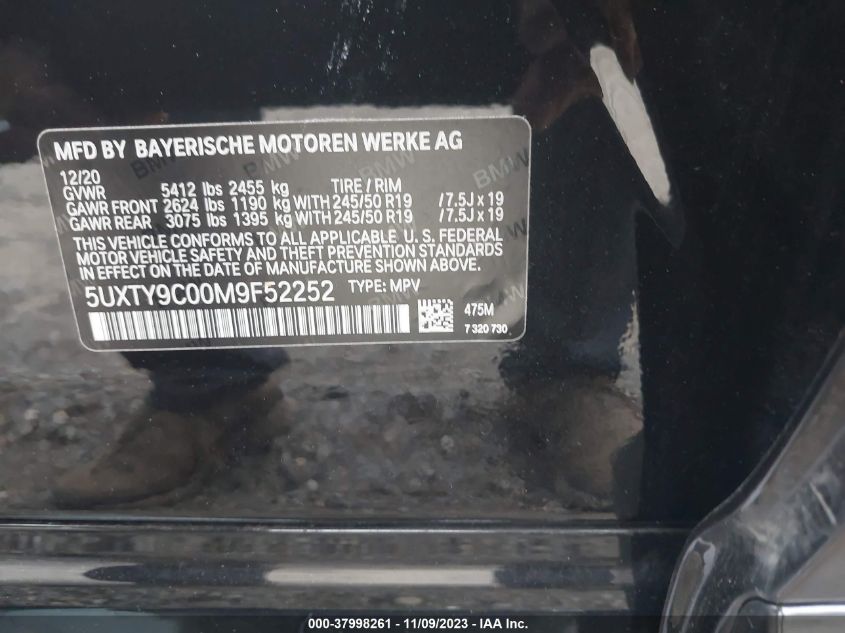 MFD BY BAYERISCHE MOTOREN WERKE AG
12/20
GVWR 5412 lbs 2455 kg TIRE / RIM
GAWR FRONT 2624 lbs 1190 kg WITH 245/50 R19 / 7.5J x 19
GAWR REAR 3075 lbs 1395 kg WITH 245/50 R19 / 7.5J x 19
THIS VEHICLE CONFORMS TO ALL APPLICABLE U. S. FEDERAL
MOTOR VEHICLE SAFETY AND THEFT PREVENTION STANDARDS
IN EFFECT ON THE DATE OF MANUFACTURE SHOWN ABOVE.
5UXTY9C00M9F52252 TYPE: MPV
475M
7 320 730
000-37998261 - 11/09/2023 - IAA Inc.